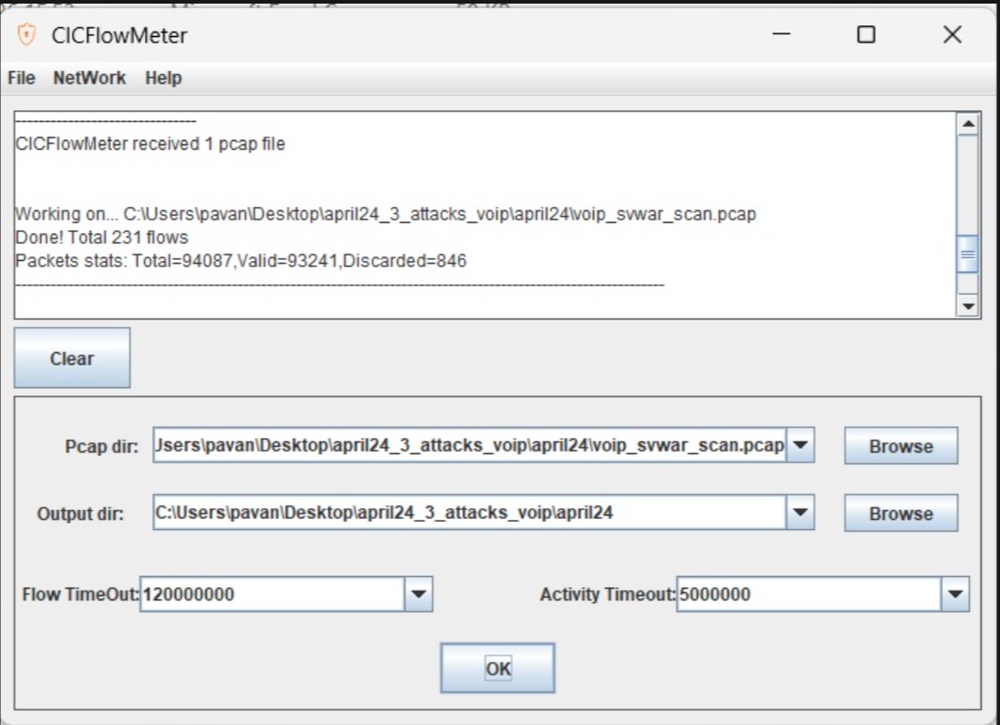 CICFlowMeter
File NetWork Help
-------------------------------
CICFlowMeter received 1 pcap file
Working on... C:\Users\pavan\Desktop\april24_3_attacks_voip\april24\voip_svwar_scan.pcap
Done! Total 231 flows
Packets stats: Total=94087,Valid=93241,Discarded=846
---------------------------------------------------------------------------------------------------------------
Clear
Pcap dir: Jsers\pavan\Desktop\april24_3_attacks_voip\april24\voip_svwar_scan.pcap Browse
Output dir: C:\Users\pavan\Desktop\april24_3_attacks_voip\april24 Browse
Flow TimeOut: 120000000 Activity Timeout: 5000000
OK